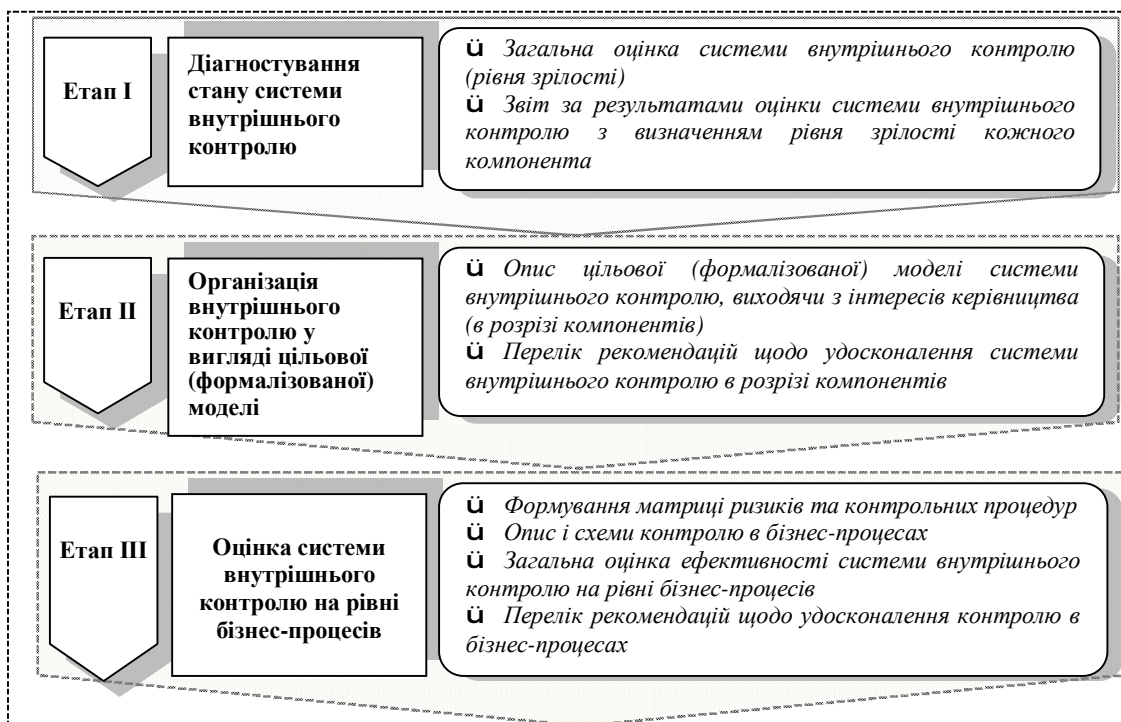 Етап I
Діагностування
стану системи
внутрішнього
контролю
ü Загальна оцінка системи внутрішнього контролю
(рівня зрілості)
ü Звіт за результатами оцінки системи внутрішнього
контролю з визначенням рівня зрілості кожного
компонента
Етап II
Організація
внутрішнього
контролю у
вигляді цільової
(формалізованої)
моделі
ü Опис цільової (формалізованої) моделі системи
внутрішнього контролю, виходячи з інтересів керівництва
(в розрізі компонентів)
ü Перелік рекомендацій щодо удосконалення системи
внутрішнього контролю в розрізі компонентів
Етап III
Оцінка системи
внутрішнього
контролю на рівні
бізнес-процесів
ü Формування матриці ризиків та контрольних процедур
ü Опис і схеми контролю в бізнес-процесах
ü Загальна оцінка ефективності системи внутрішнього
контролю на рівні бізнес-процесів
ü Перелік рекомендацій щодо удосконалення контролю в
бізнес-процесах